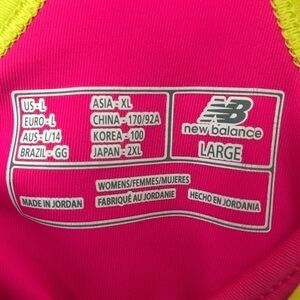 US-L ASIA-XL
EURO-L CHINA-170/92A
AUS-L/14 KOREA-100
BRAZIL-GG JAPAN-2XL
NB
new balance
LARGE
WOMENS/FEMMES/MUJERES
MADE IN JORDAN FABRIQUÉ AU JORDANIE HECHO EN JORDANIA